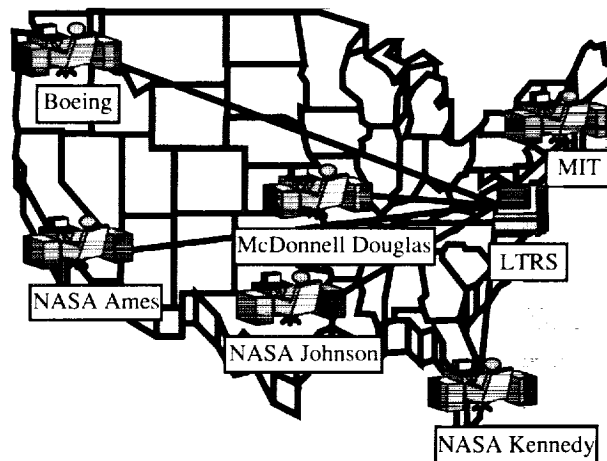 Boeing
MIT
McDonnell Douglas
LTRS
NASA Ames
NASA Johnson
NASA Kennedy